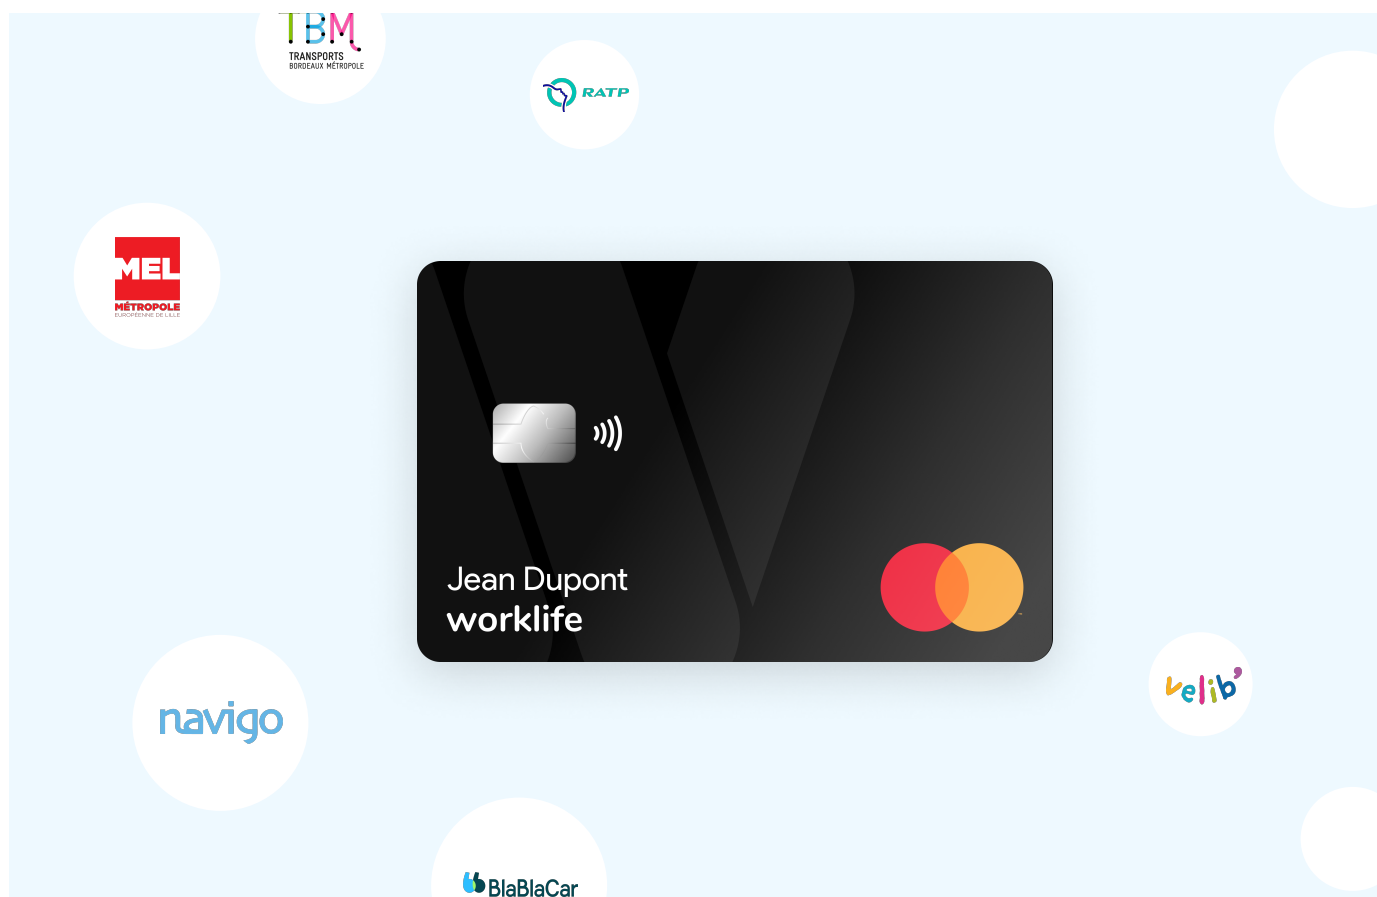 TBM
TRANSPORTS
BORDEAUX MÉTROPOLE
RATP
MEL
MÉTROPOLE
EUROPÉENNE DE LILLE
Jean Dupont
worklife
velib'
navigo
BlaBlaCar